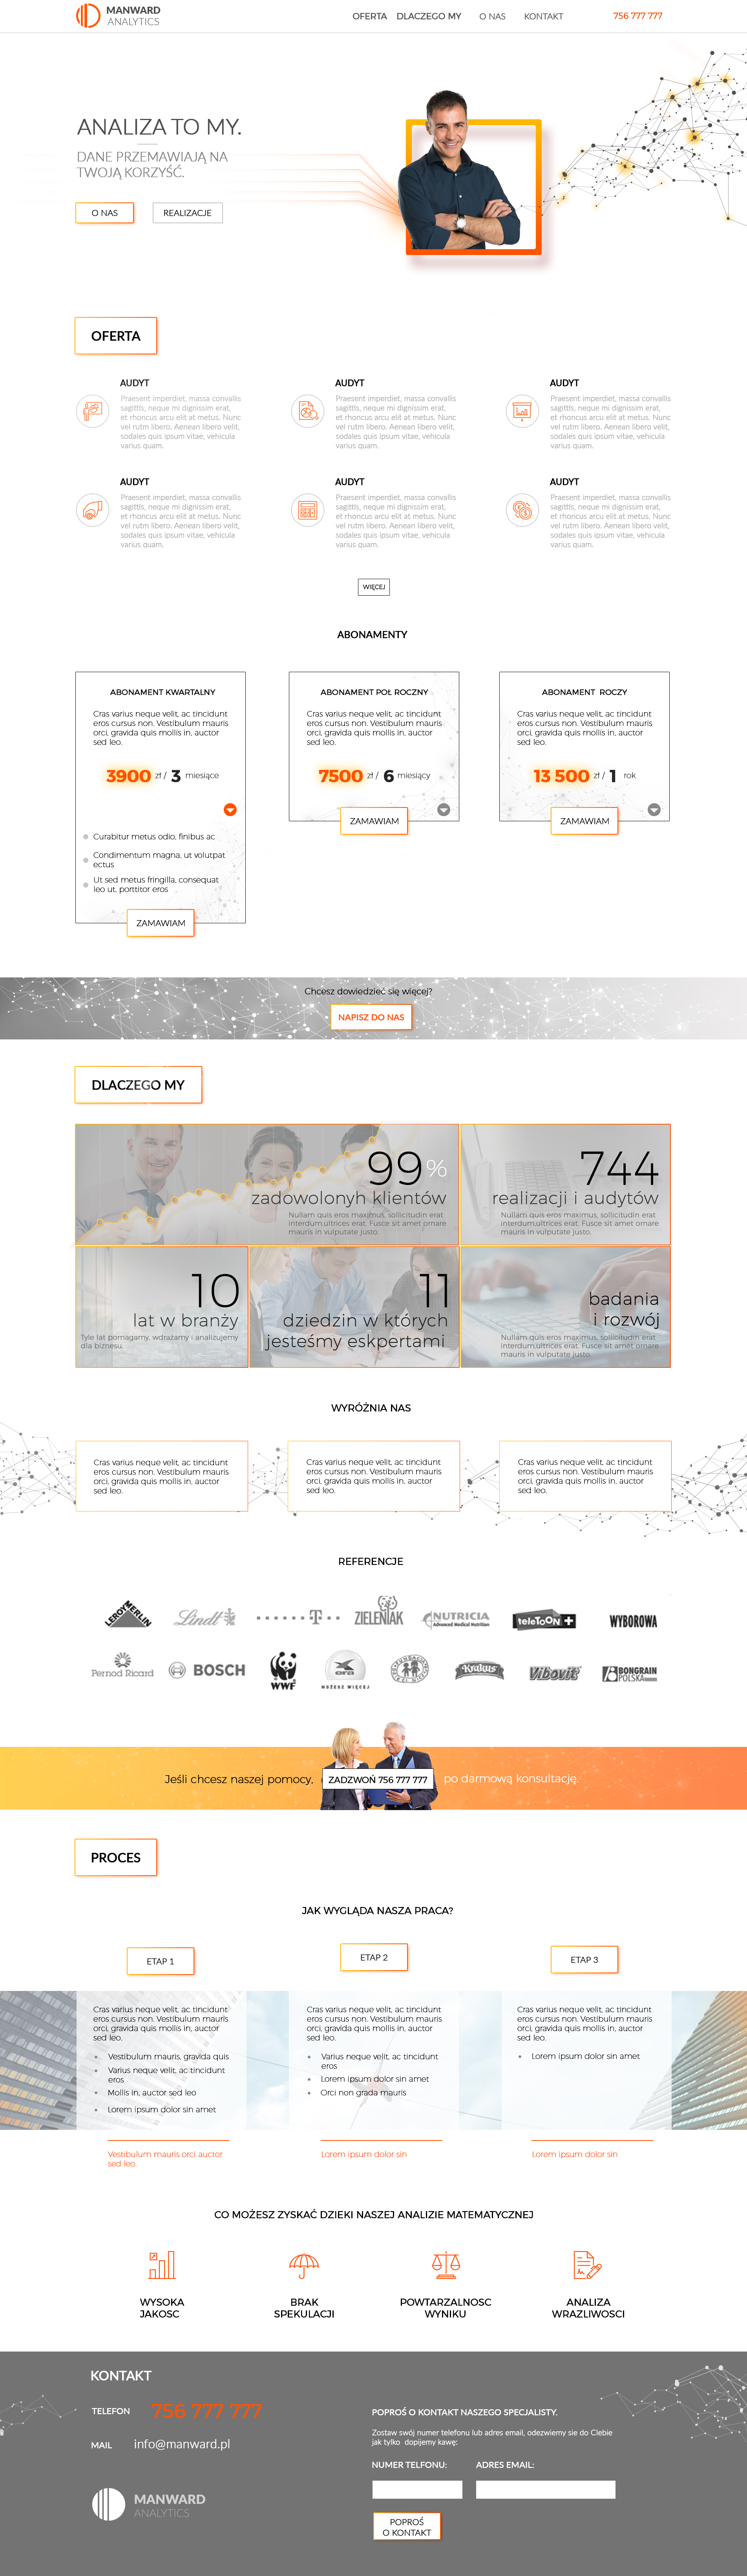 MANWARD
ANALYTICS
OFERTA DLACZEGO MY O NAS KONTAKT 756 777 777
ANALIZA TO MY.
DANE PRZEMAWIAJĄ NA
TWOJĄ KORZYŚĆ.
O NAS REALIZACJE
OFERTA
AUDYT
Praesent imperdiet, massa convallis
sagittis, neque mi dignissim erat,
et rhoncus arcu elit at metus. Nunc
vel rutm libero. Aenean libero velit,
sodales quis ipsum vitae, vehicula
varius quam.
AUDYT
Praesent imperdiet, massa convallis
sagittis, neque mi dignissim erat,
et rhoncus arcu elit at metus. Nunc
vel rutm libero. Aenean libero velit,
sodales quis ipsum vitae, vehicula
varius quam.
AUDYT
Praesent imperdiet, massa convallis
sagittis, neque mi dignissim erat,
et rhoncus arcu elit at metus. Nunc
vel rutm libero. Aenean libero velit,
sodales quis ipsum vitae, vehicula
varius quam.
AUDYT
Praesent imperdiet, massa convallis
sagittis, neque mi dignissim erat,
et rhoncus arcu elit at metus. Nunc
vel rutm libero. Aenean libero velit,
sodales quis ipsum vitae, vehicula
varius quam.
AUDYT
Praesent imperdiet, massa convallis
sagittis, neque mi dignissim erat,
et rhoncus arcu elit at metus. Nunc
vel rutm libero. Aenean libero velit,
sodales quis ipsum vitae, vehicula
varius quam.
AUDYT
Praesent imperdiet, massa convallis
sagittis, neque mi dignissim erat,
et rhoncus arcu elit at metus. Nunc
vel rutm libero. Aenean libero velit,
sodales quis ipsum vitae, vehicula
varius quam.
WIĘCEJ
ABONAMENTY
ABONAMENT KWARTALNY
Cras varius neque velit, ac tincidunt
eros cursus non. Vestibulum mauris
orci, gravida quis mollis in, auctor
sed leo.
3900 zł / 3 miesiące
Curabitur metus odio, finibus ac
Condimentum magna, ut volutpat
ectus
Ut sed metus fringilla, consequat
leo ut, porttitor eros
ZAMAWIAM
ABONAMENT POŁ ROCZNY
Cras varius neque velit, ac tincidunt
eros cursus non. Vestibulum mauris
orci, gravida quis mollis in, auctor
sed leo.
7500 zł / 6 miesiący
ZAMAWIAM
ABONAMENT ROCZY
Cras varius neque velit, ac tincidunt
eros cursus non. Vestibulum mauris
orci, gravida quis mollis in, auctor
sed leo.
13 500 zł / 1 rok
ZAMAWIAM
Chcesz dowiedzieć się więcej?
NAPISZ DO NAS
DLACZEGO MY
99%
zadowolonyh klientów
Nullam quis eros maximus, sollicitudin erat
interdum,ultrices erat. Fusce sit amet ornare
mauris in vulputate justo.
744
realizacji i audytów
Nullam quis eros maximus, sollicitudin erat
interdum,ultrices erat. Fusce sit amet ornare
mauris in vulputate justo.
10
lat w branży
Tyle lat pomagamy, wdrażamy i analizujemy
dla biznesu.
11
dziedzin w których
jesteśmy eskpertami
badania
i rozwój
Nullam quis eros maximus, sollicitudin erat
interdum,ultrices erat. Fusce sit amet ornare
mauris in vulputate justo.
WYRÓŻNIA NAS
Cras varius neque velit, ac tincidunt
eros cursus non. Vestibulum mauris
orci, gravida quis mollis in, auctor
sed leo.
Cras varius neque velit, ac tincidunt
eros cursus non. Vestibulum mauris
orci, gravida quis mollis in, auctor
sed leo.
Cras varius neque velit, ac tincidunt
eros cursus non. Vestibulum mauris
orci, gravida quis mollis in, auctor
sed leo.
REFERENCJE
LEROY MERLIN Lindt T ZIELENIAK NUTRICIA Advanced Medical Nutrition teleToON+ WYBOROWA
Pernod Ricard BOSCH WWF MOŻESZ WIĘCEJ Krakus Vibovit BONGRAIN POLSKA
Jeśli chcesz naszej pomocy, ZADZWOŃ 756 777 777 po darmową konsultację.
PROCES
JAK WYGLĄDA NASZA PRACA?
ETAP 1
Cras varius neque velit, ac tincidunt
eros cursus non. Vestibulum mauris
orci, gravida quis mollis in, auctor
sed leo.
Vestibulum mauris, gravida quis
Varius neque velit, ac tincidunt
eros
Mollis in, auctor sed leo
Lorem ipsum dolor sin amet
Vestibulum mauris orci auctor
sed leo.
ETAP 2
Cras varius neque velit, ac tincidunt
eros cursus non. Vestibulum mauris
orci, gravida quis mollis in, auctor
sed leo.
Varius neque velit, ac tincidunt
eros
Lorem ipsum dolor sin amet
Orci non grada mauris
Lorem ipsum dolor sin
ETAP 3
Cras varius neque velit, ac tincidunt
eros cursus non. Vestibulum mauris
orci, gravida quis mollis in, auctor
sed leo.
Lorem ipsum dolor sin amet
Lorem ipsum dolor sin
CO MOŻESZ ZYSKAĆ DZIEKI NASZEJ ANALIZIE MATEMATYCZNEJ
WYSOKA
JAKOSC
BRAK
SPEKULACJI
POWTARZALNOSC
WYNIKU
ANALIZA
WRAZLIWOSCI
KONTAKT
TELEFON 756 777 777
MAIL info@manward.pl
MANWARD
ANALYTICS
POPROŚ O KONTAKT NASZEGO SPECJALISTY.
Zostaw swój numer telefonu lub adres email, odezwiemy sie do Ciebie
jak tylko dopijemy kawę:
NUMER TELFONU: ADRES EMAIL:
POPROŚ
O KONTAKT